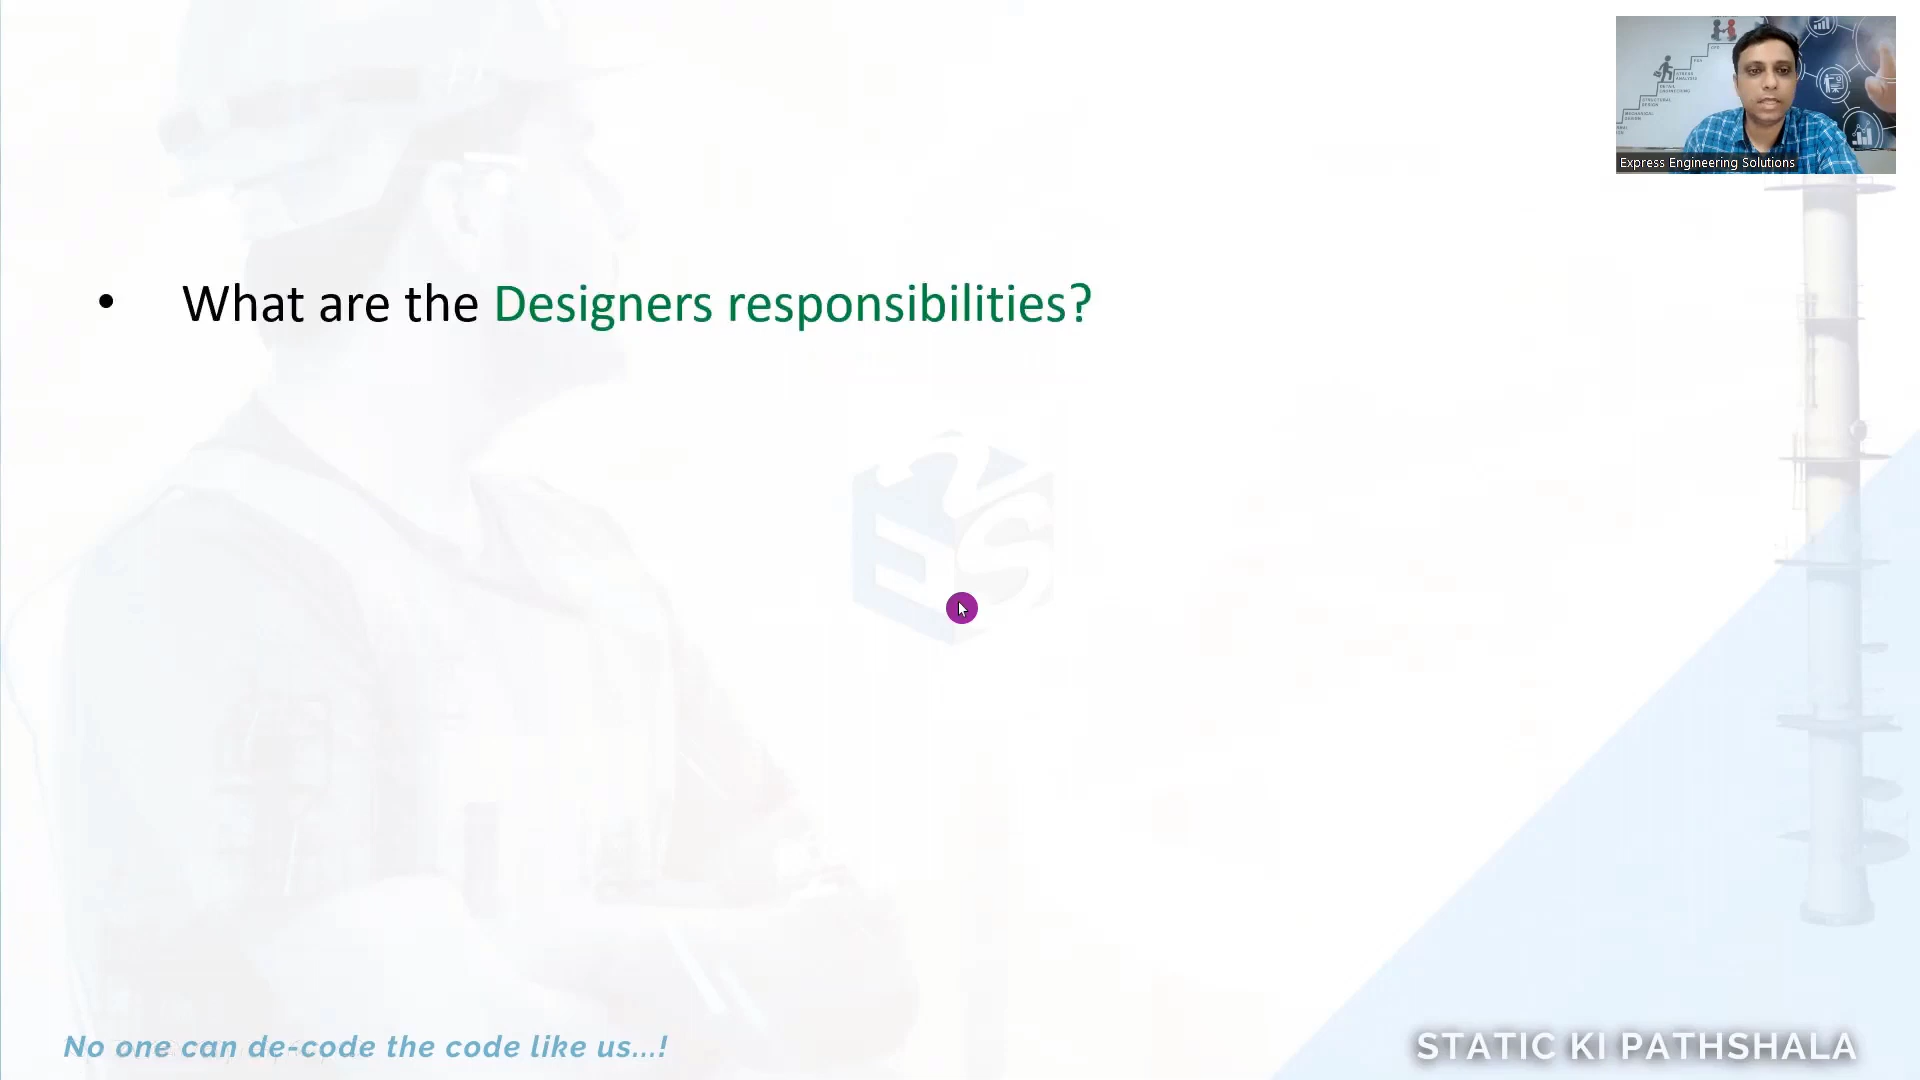 Express Engineering Solutions
• What are the Designers responsibilities?
No one can de-code the code like us...!
STATIC KI PATHSHALA